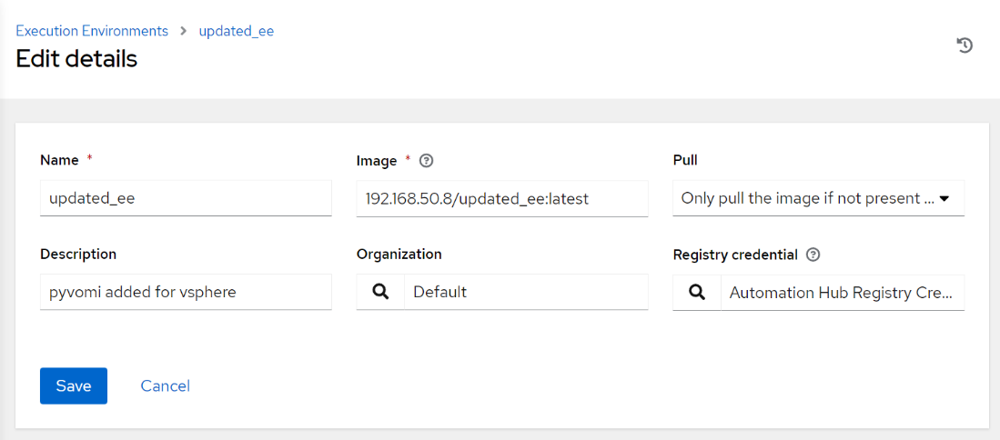 Execution Environments > updated_ee
Edit details
Name *
Image *
Pull
updated_ee
192.168.50.8/updated_ee:latest
Only pull the image if not present ...
Description
Organization
Registry credential
pyvomi added for vsphere
Default
Automation Hub Registry Cre...
Save
Cancel